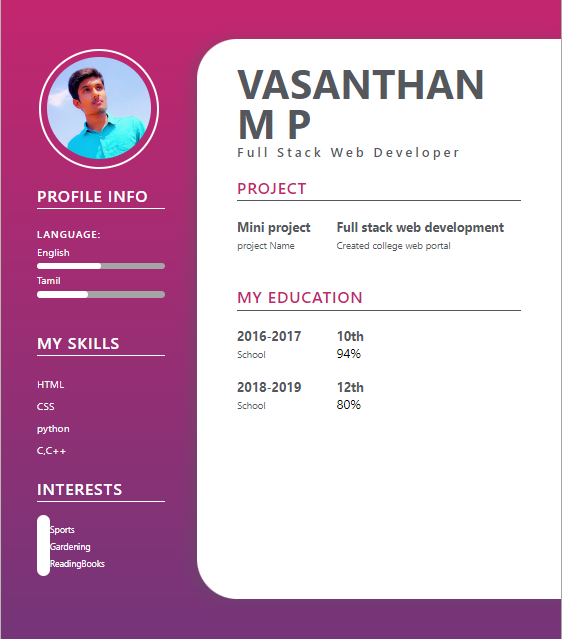 PROFILE INFO
LANGUAGE:
English
Tamil
MY SKILLS
HTML
CSS
python
C,C++
INTERESTS
Sports
Gardening
ReadingBooks
VASANTHAN
M P
Full Stack Web Developer
PROJECT
Mini project Full stack web development
project Name Created college web portal
MY EDUCATION
2016-2017 10th
School 94%
2018-2019 12th
School 80%